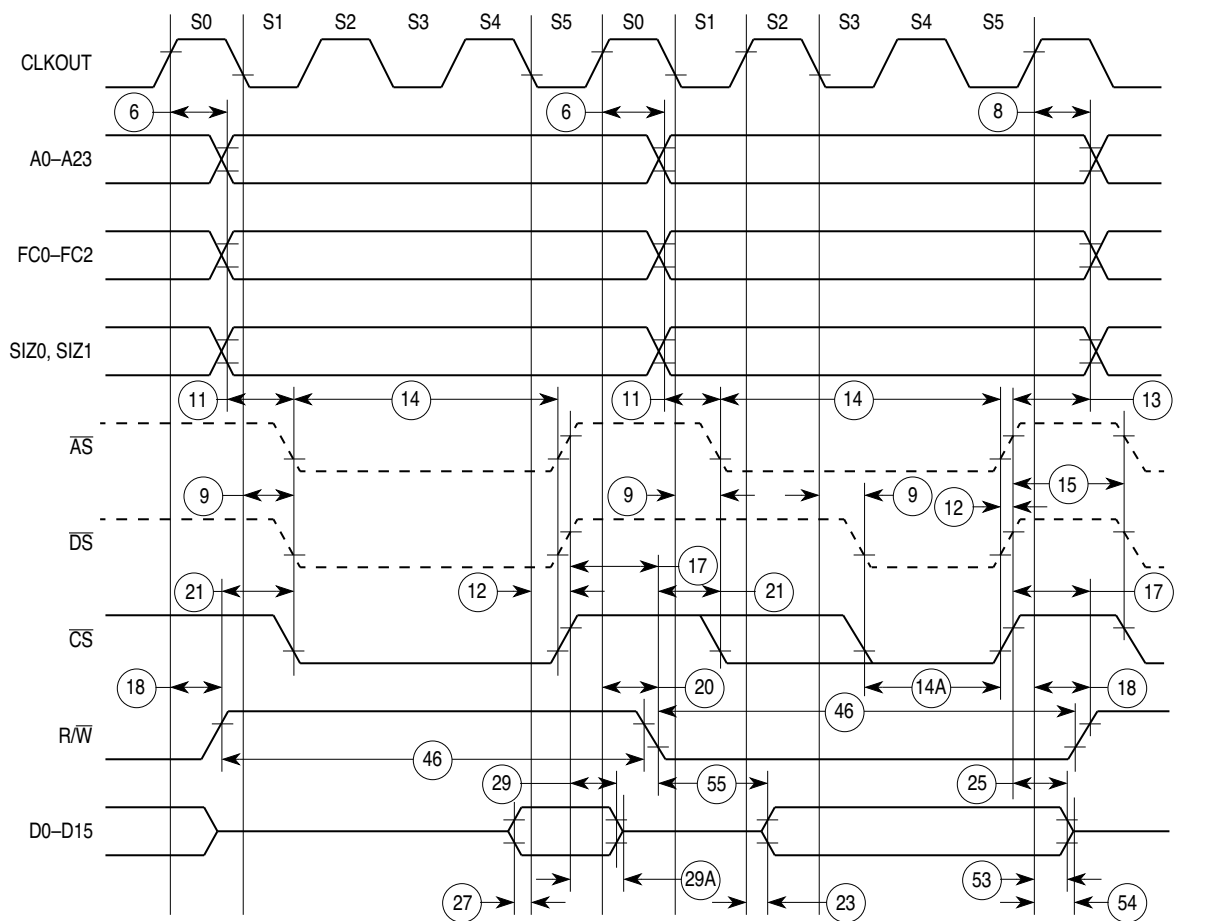 S0 S1 S2 S3 S4 S5 S0 S1 S2 S3 S4 S5
CLKOUT
6 6 8
A0–A23
FC0–FC2
SIZ0, SIZ1
11 14 11 14 13
AS
9 9 9 12 15
DS
21 12 17 21 17
CS
18 20 14A 18
R/W
46 46
29 55 25
D0–D15
27 29A 23 53 54